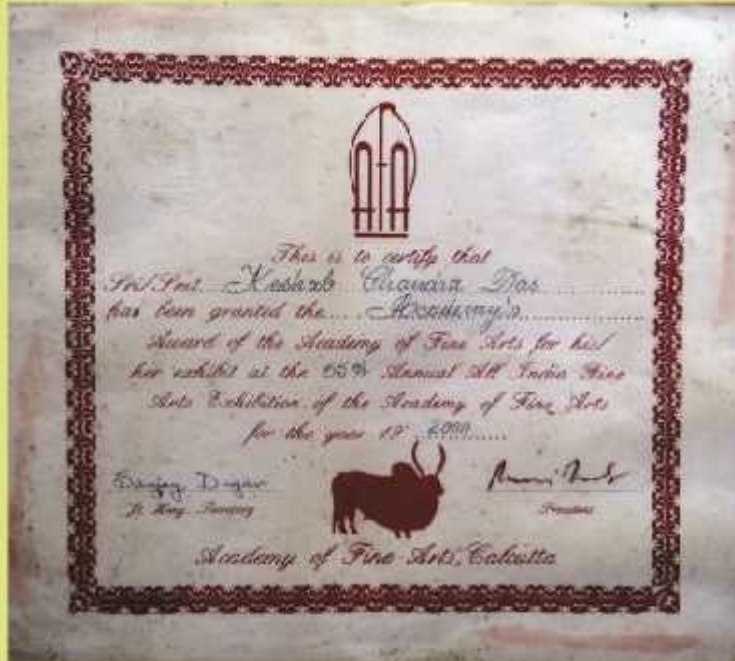 This is to certify that
Sri/Smt. Keshab Chandra Das
has been granted the Academy's
Award of the Academy of Fine Arts for his/
her exhibit at the 65th Annual All India Fine
Arts Exhibition of the Academy of Fine Arts
for the year 19 2000
Sanjay
Jt. Hony. Secretary President
Academy of Fine Arts, Calcutta